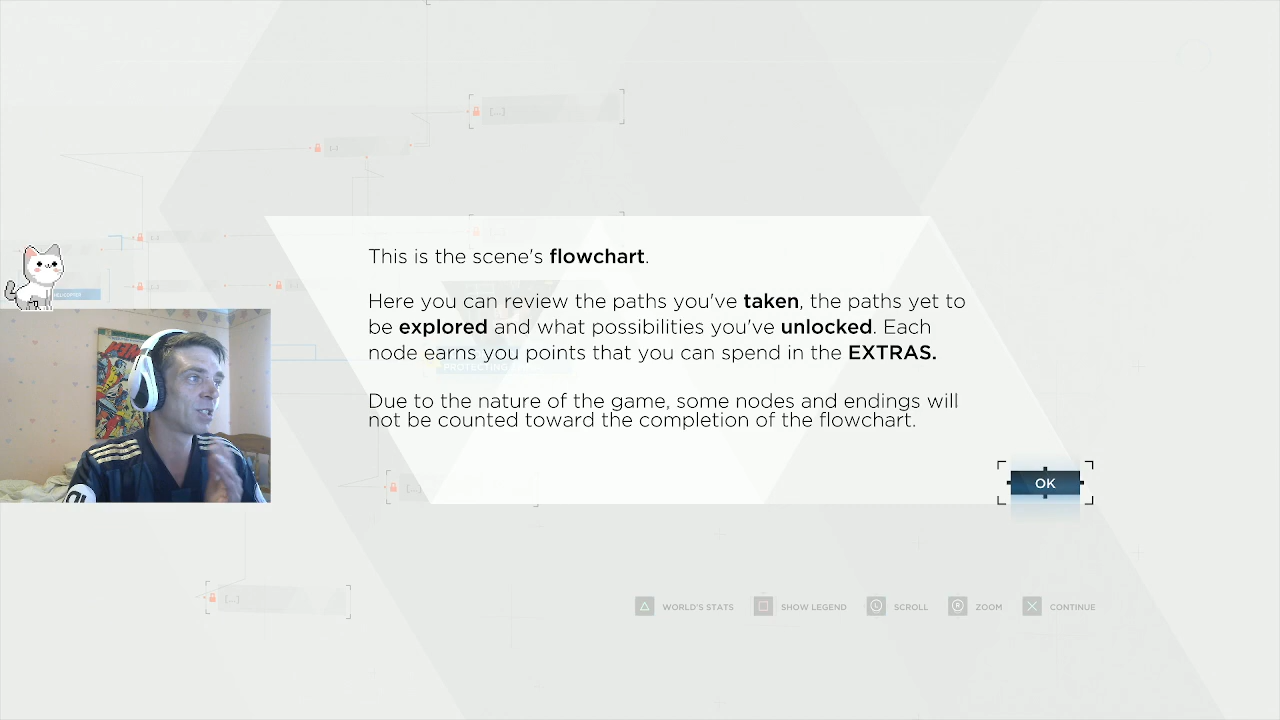 [...]
[...]
[...]
HELICOPTER
This is the scene's flowchart.
Here you can review the paths you've taken, the paths yet to
be explored and what possibilities you've unlocked. Each
node earns you points that you can spend in the EXTRAS.
PROTECTING
Due to the nature of the game, some nodes and endings will
not be counted toward the completion of the flowchart.
OK
[...]
[...]
WORLD'S STATS
SHOW LEGEND
L
SCROLL
R
ZOOM
CONTINUE